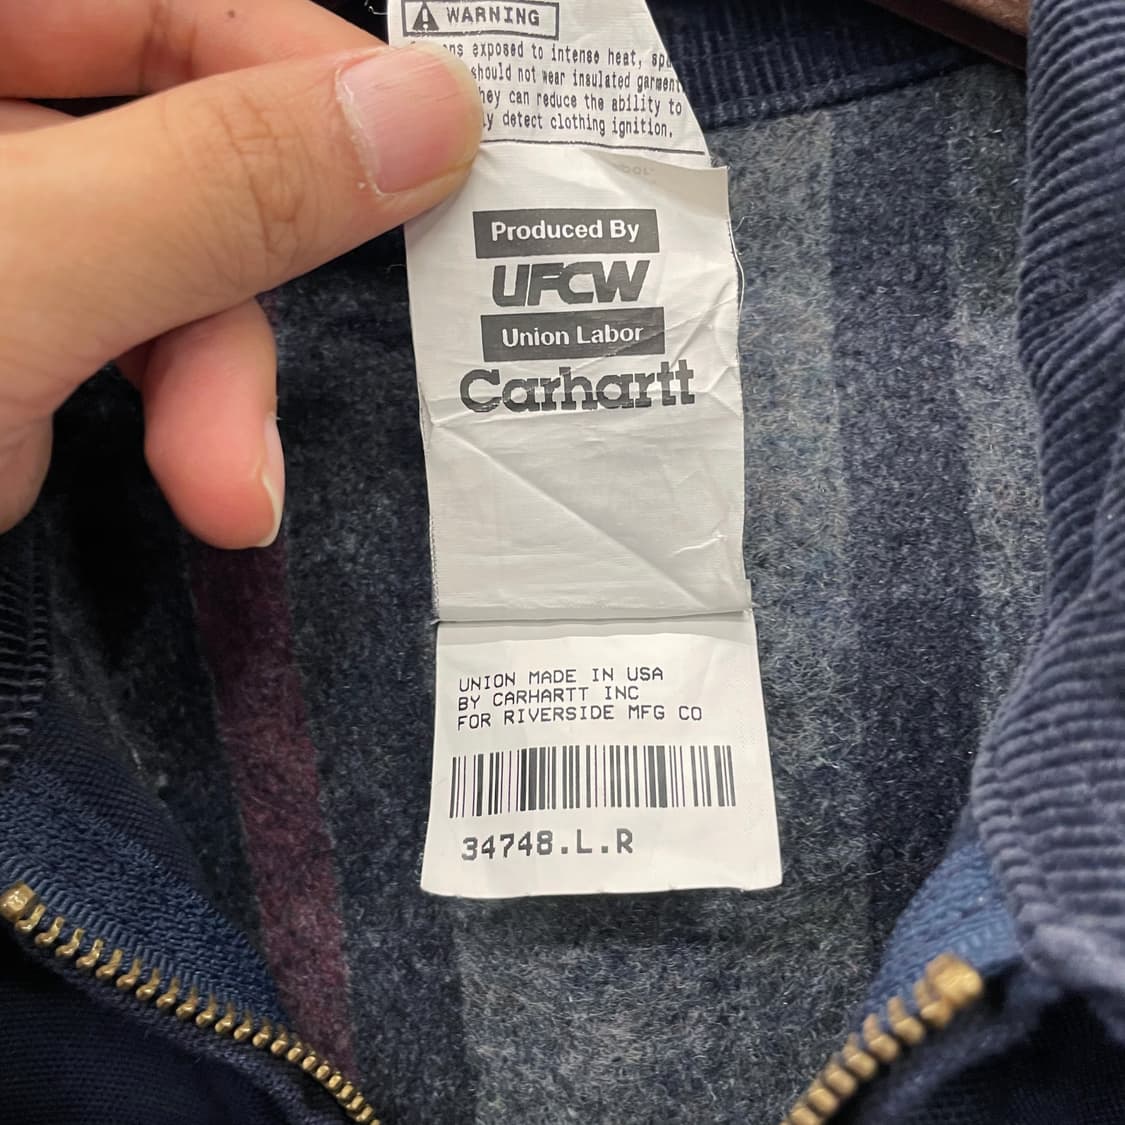 WARNING
exposed to intense heat,
should not wear insulated garment
they can reduce the ability to
detect clothing ignition.
Produced By
UFCW
Union Labor
Carhartt
UNION MADE IN USA
BY CARHARTT INC
FOR RIVERSIDE MFG CO
34748.L.R